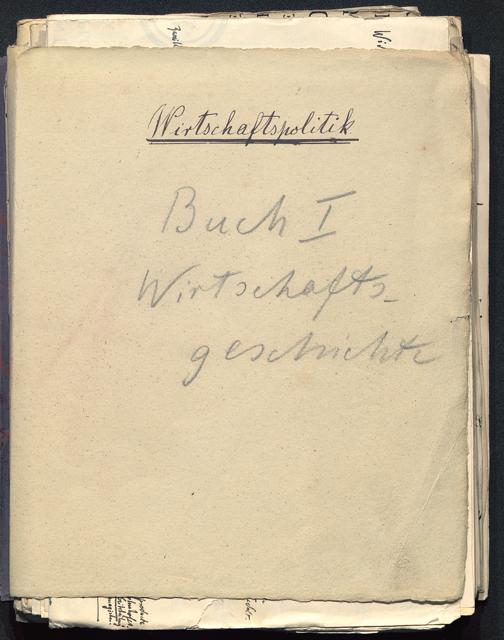 Wirtschaftspolitik
Buch I
Wirtschafts-
geschichte